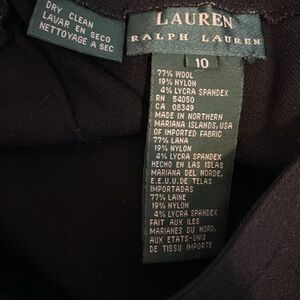 DRY CLEAN
LAVAR EN SECO
NETTOYAGE A SEC
LAUREN
RALPH LAUREN
10
77% WOOL
19% NYLON
4% LYCRA SPANDEX
RN 54050
CA 08349
MADE IN NORTHERN
MARIANA ISLANDS, USA
OF IMPORTED FABRIC
77% LANA
19% NYLON
4% LYCRA SPANDEX
HECHO EN LAS ISLAS
MARIANA DEL NORDE,
E.E.U.U DE TELAS
IMPORTADAS
77% LAINE
19% NYLON
4% LYCRA SPANDEX
FAIT AUX ILES
MARIANES DU NORD,
AUX ETATS-UNIS
DE TISSU IMPORTE